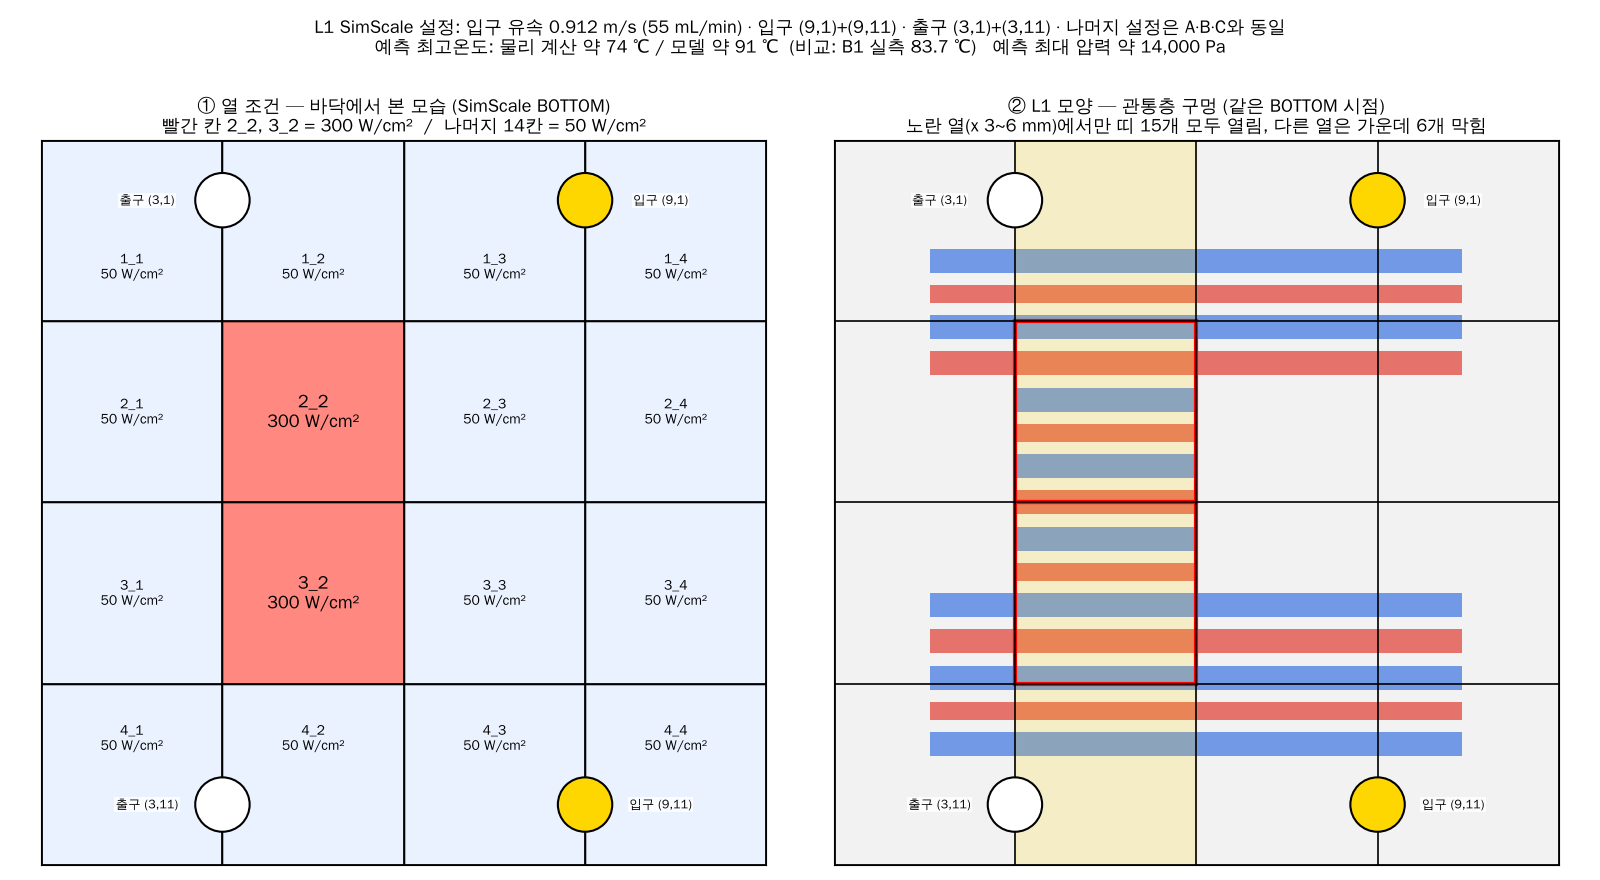 L1 SimScale 설정: 입구 유속 0.912 m/s (55 mL/min) · 입구 (9,1)+(9,11) · 출구 (3,1)+(3,11) · 나머지 설정은 A·B·C와 동일
예측 최고온도: 물리 계산 약 74 ℃ / 모델 약 91 ℃ (비교: B1 실측 83.7 ℃) 예측 최대 압력 약 14,000 Pa
① 열 조건 — 바닥에서 본 모습 (SimScale BOTTOM)
빨간 칸 2_2, 3_2 = 300 W/cm² / 나머지 14칸 = 50 W/cm²
출구 (3,1)
입구 (9,1)
1_1
50 W/cm²
1_2
50 W/cm²
1_3
50 W/cm²
1_4
50 W/cm²
2_1
50 W/cm²
2_2
300 W/cm²
2_3
50 W/cm²
2_4
50 W/cm²
3_1
50 W/cm²
3_2
300 W/cm²
3_3
50 W/cm²
3_4
50 W/cm²
4_1
50 W/cm²
4_2
50 W/cm²
4_3
50 W/cm²
4_4
50 W/cm²
출구 (3,11)
입구 (9,11)
② L1 모양 — 관통층 구멍 (같은 BOTTOM 시점)
노란 열(x 3~6 mm)에서만 띠 15개 모두 열림, 다른 열은 가운데 6개 막힘
출구 (3,1)
입구 (9,1)
출구 (3,11)
입구 (9,11)